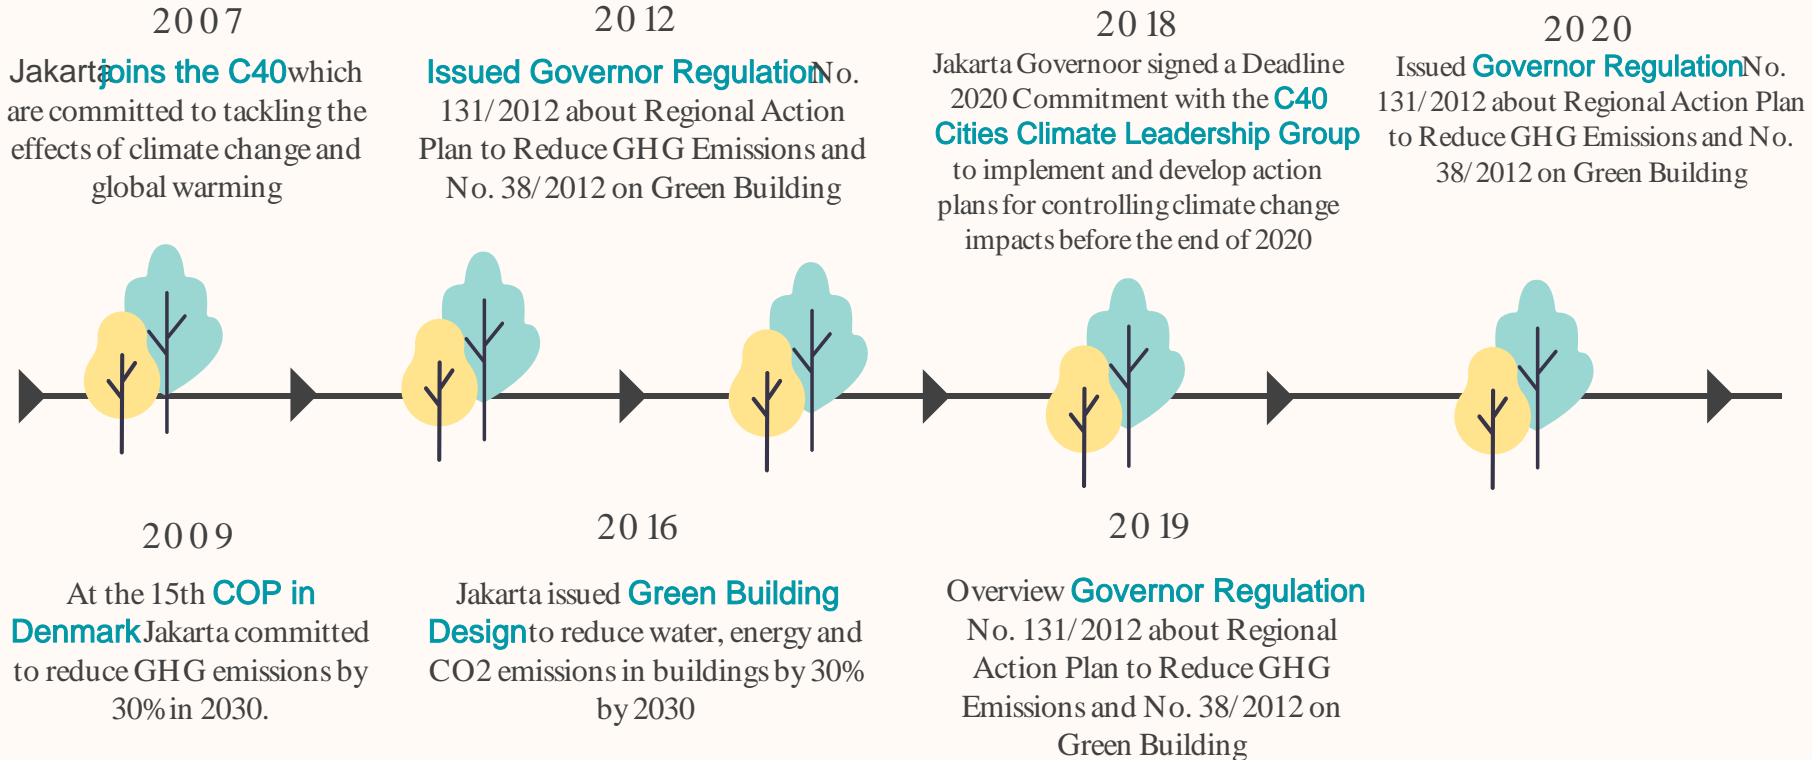 2007
Jakarta joins the C40 which
are committed to tackling the
effects of climate change and
global warming
2012
Issued Governor Regulation No.
131/2012 about Regional Action
Plan to Reduce GHG Emissions and
No. 38/2012 on Green Building
2018
Jakarta Governoor signed a Deadline
2020 Commitment with the C40
Cities Climate Leadership Group
to implement and develop action
plans for controlling climate change
impacts before the end of 2020
2020
Issued Governor Regulation No.
131/2012 about Regional Action Plan
to Reduce GHG Emissions and No.
38/2012 on Green Building
2009
At the 15th COP in
Denmark Jakarta committed
to reduce GHG emissions by
30% in 2030.
2016
Jakarta issued Green Building
Design to reduce water, energy and
CO2 emissions in buildings by 30%
by 2030
2019
Overview Governor Regulation
No. 131/2012 about Regional
Action Plan to Reduce GHG
Emissions and No. 38/2012 on
Green Building